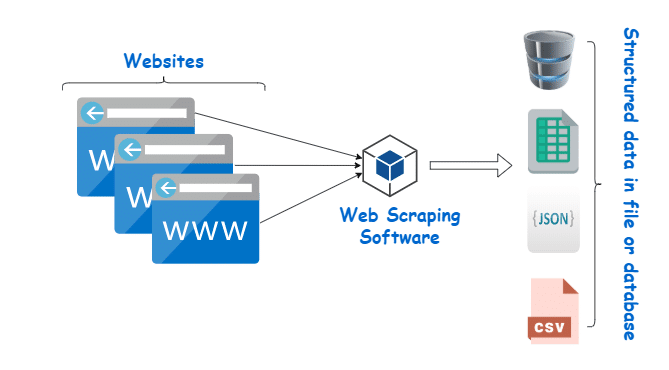 Websites
W
W
WWW
Web Scraping
Software
{JSON}
CSV
Structured data in file or database